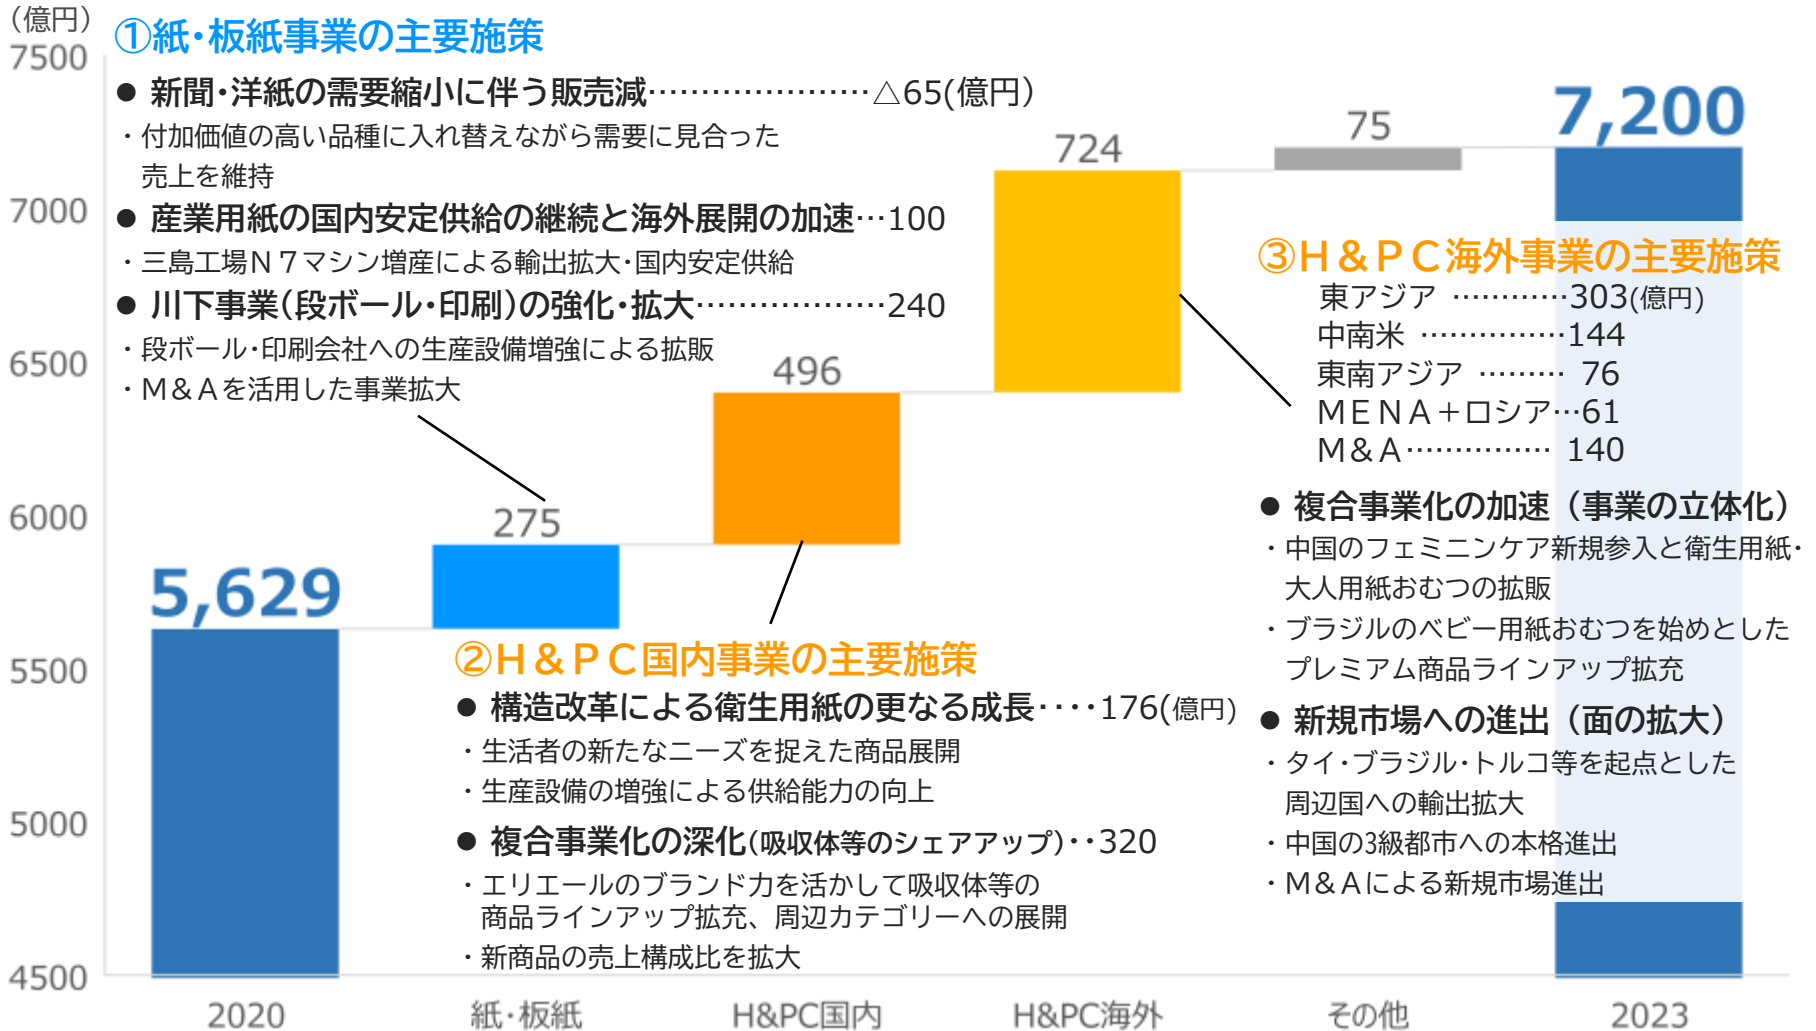 （億円）
7500
7000
6500
6000
5500
5000
4500
①紙・板紙事業の主要施策
● 新聞・洋紙の需要縮小に伴う販売減…………………△65(億円）
・付加価値の高い品種に入れ替えながら需要に見合った
売上を維持
● 産業用紙の国内安定供給の継続と海外展開の加速…100
・三島工場Ｎ７マシン増産による輸出拡大・国内安定供給
● 川下事業（段ボール・印刷）の強化・拡大………………240
・段ボール・印刷会社への生産設備増強による拡販
・Ｍ＆Ａを活用した事業拡大
5,629
275
496
724
75
7,200
②Ｈ＆ＰＣ国内事業の主要施策
● 構造改革による衛生用紙の更なる成長････176(億円)
・生活者の新たなニーズを捉えた商品展開
・生産設備の増強による供給能力の向上
● 複合事業化の深化(吸収体等のシェアアップ)･･320
・エリエールのブランド力を活かして吸収体等の
商品ラインアップ拡充、周辺カテゴリーへの展開
・新商品の売上構成比を拡大
③Ｈ＆ＰＣ海外事業の主要施策
東アジア …………303(億円)
中南米 ……………144
東南アジア ……… 76
ＭＥＮＡ＋ロシア…61
Ｍ＆Ａ…………… 140
● 複合事業化の加速（事業の立体化）
・中国のフェミニンケア新規参入と衛生用紙・
大人用紙おむつの拡販
・ブラジルのベビー用紙おむつを始めとした
プレミアム商品ラインアップ拡充
● 新規市場への進出（面の拡大）
・タイ・ブラジル・トルコ等を起点とした
周辺国への輸出拡大
・中国の3級都市への本格進出
・Ｍ＆Ａによる新規市場進出
2020
紙・板紙
H&PC国内
H&PC海外
その他
2023